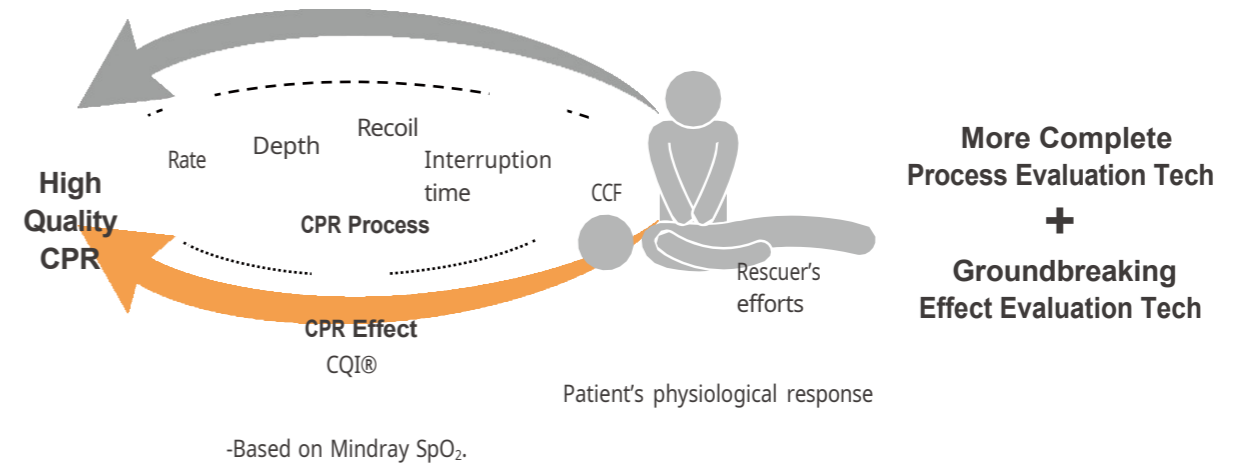 Rate
Depth
Recoil
Interruption
time
CCF
High
Quality
CPR
CPR Process
Rescuer's
efforts
CPR Effect
CQI®
Patient's physiological response
-Based on Mindray SpO₂.
More Complete
Process Evaluation Tech
+
Groundbreaking
Effect Evaluation Tech